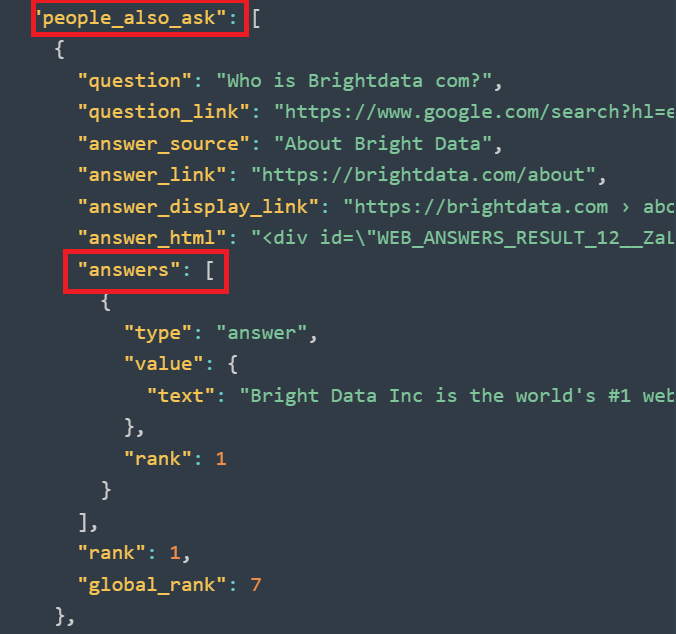 "people_also_ask": [
{
"question": "Who is Brightdata com?",
"question_link": "https://www.google.com/search?hl=e
"answer_source": "About Bright Data",
"answer_link": "https://brightdata.com/about",
"answer_display_link": "https://brightdata.com › abo
"answer_html": "<div id=\"WEB_ANSWERS_RESULT_12__ZaL
"answers": [
{
"type": "answer",
"value": {
"text": "Bright Data Inc is the world's #1 web
},
"rank": 1
}
],
"rank": 1,
"global_rank": 7
},